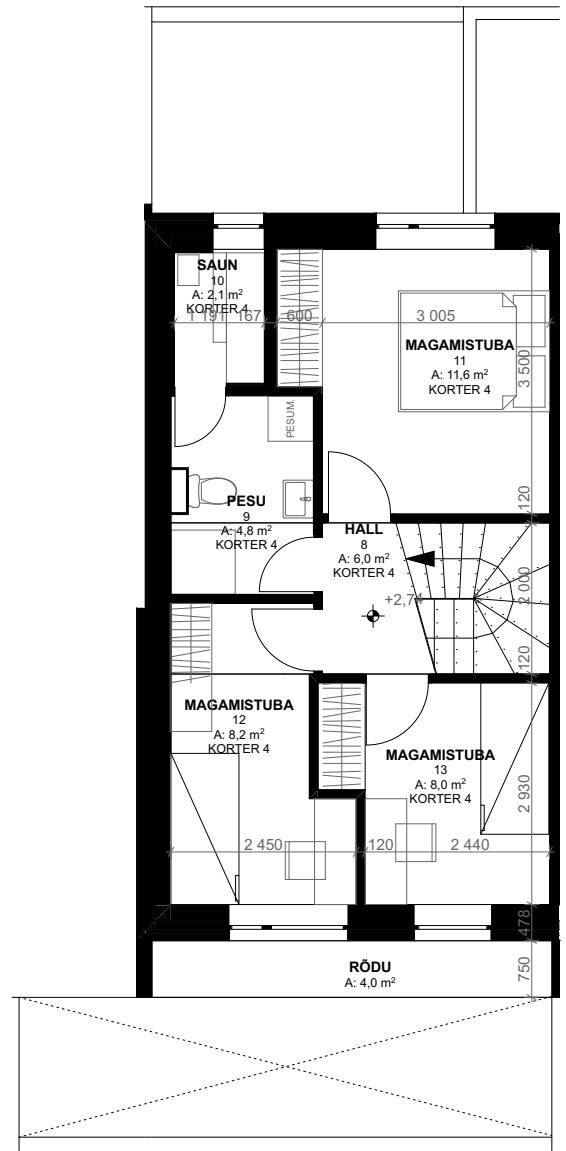 SAUN
10
A: 2,1 m²
KORTER 4
1 191
167
600
3 005
MAGAMISTUBA
11
A: 11,6 m²
KORTER 4
3 500
PESUM.
PESU
9
A: 4,8 m²
KORTER 4
120
HALL
8
A: 6,0 m²
KORTER 4
+2,74
2 000
120
MAGAMISTUBA
12
A: 8,2 m²
KORTER 4
MAGAMISTUBA
13
A: 8,0 m²
KORTER 4
2 930
2 450
120
2 440
478
750
RÕDU
A: 4,0 m²